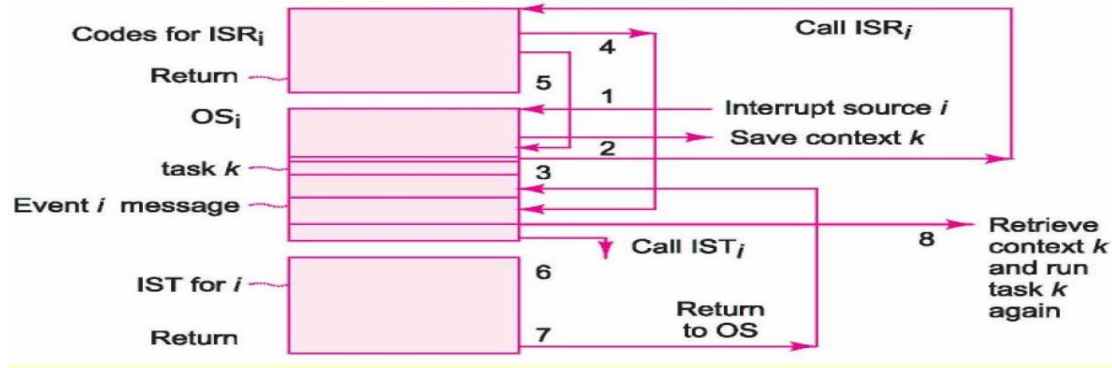 Codes for ISRi
Call ISRi
4
Return
5
1
Interrupt source i
OSi
Save context k
2
task k
3
Event i message
8
Retrieve
context k
and run
task k
again
Call ISTi
6
IST for i
Return
to OS
Return
7